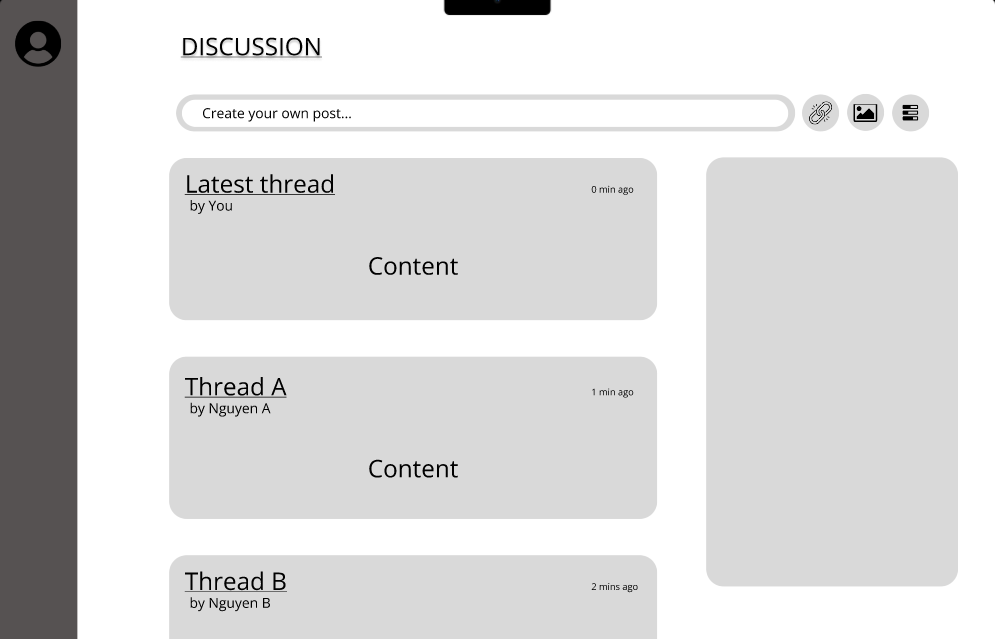 DISCUSSION
Create your own post...
Latest thread
0 min ago
by You
Content
Thread A
1 min ago
by Nguyen A
Content
Thread B
2 mins ago
by Nguyen B